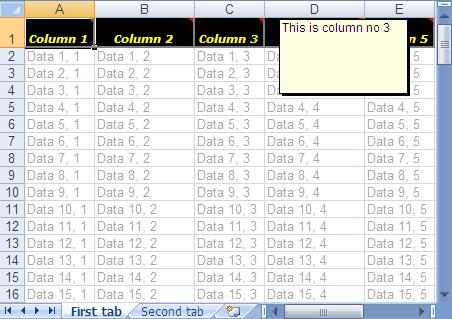 A B C D E
This is column no 3
1 Column 1 Column 2 Column 3 n 5
2 Data 1, 1 Data 1, 2 Data 1, 3 Da 5
3 Data 2, 1 Data 2, 2 Data 2, 3 Da 5
4 Data 3, 1 Data 3, 2 Data 3, 3 Da 5
5 Data 4, 1 Data 4, 2 Data 4, 3 Data 4, 4 Data 4, 5
6 Data 5, 1 Data 5, 2 Data 5, 3 Data 5, 4 Data 5, 5
7 Data 6, 1 Data 6, 2 Data 6, 3 Data 6, 4 Data 6, 5
8 Data 7, 1 Data 7, 2 Data 7, 3 Data 7, 4 Data 7, 5
9 Data 8, 1 Data 8, 2 Data 8, 3 Data 8, 4 Data 8, 5
10 Data 9, 1 Data 9, 2 Data 9, 3 Data 9, 4 Data 9, 5
11 Data 10, 1 Data 10, 2 Data 10, 3 Data 10, 4 Data 10, 5
12 Data 11, 1 Data 11, 2 Data 11, 3 Data 11, 4 Data 11, 5
13 Data 12, 1 Data 12, 2 Data 12, 3 Data 12, 4 Data 12, 5
14 Data 13, 1 Data 13, 2 Data 13, 3 Data 13, 4 Data 13, 5
15 Data 14, 1 Data 14, 2 Data 14, 3 Data 14, 4 Data 14, 5
16 Data 15, 1 Data 15, 2 Data 15, 3 Data 15, 4 Data 15, 5
First tab Second tab